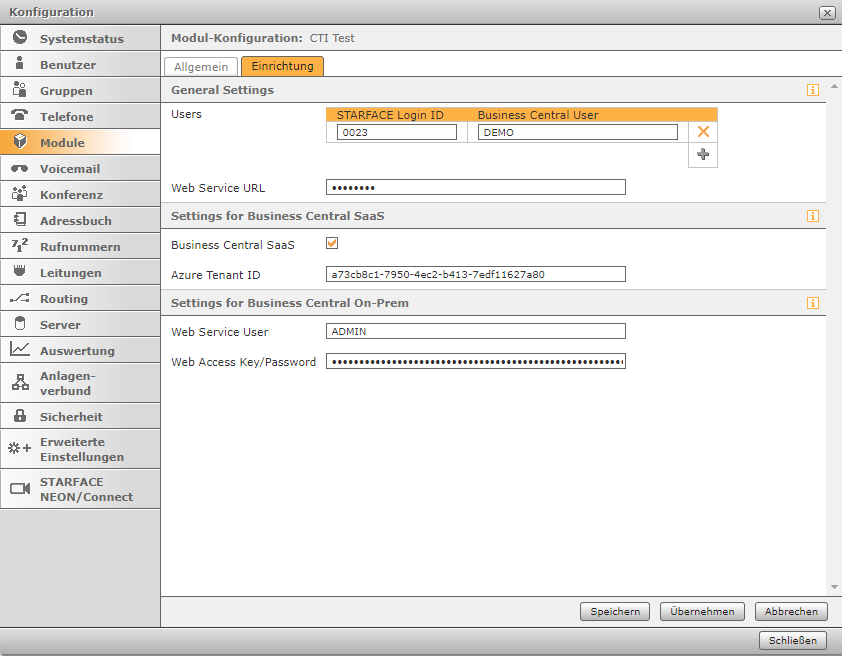 Konfiguration
Systemstatus
Benutzer
Gruppen
Telefone
Module
Voicemail
Konferenz
Adressbuch
Rufnummern
Leitungen
Routing
Server
Auswertung
Anlagen-
verbund
Sicherheit
Erweiterte
Einstellungen
STARFACE
NEON/Connect
Modul-Konfiguration: CTI Test
Allgemein Einrichtung
General Settings
Users
STARFACE Login ID Business Central User
0023 DEMO
Web Service URL ••••••••
Settings for Business Central SaaS
Business Central SaaS
Azure Tenant ID a73cb8c1-7950-4ec2-b413-7edf11627a80
Settings for Business Central On-Prem
Web Service User ADMIN
Web Access Key/Password
Speichern Übernehmen Abbrechen
Schließen